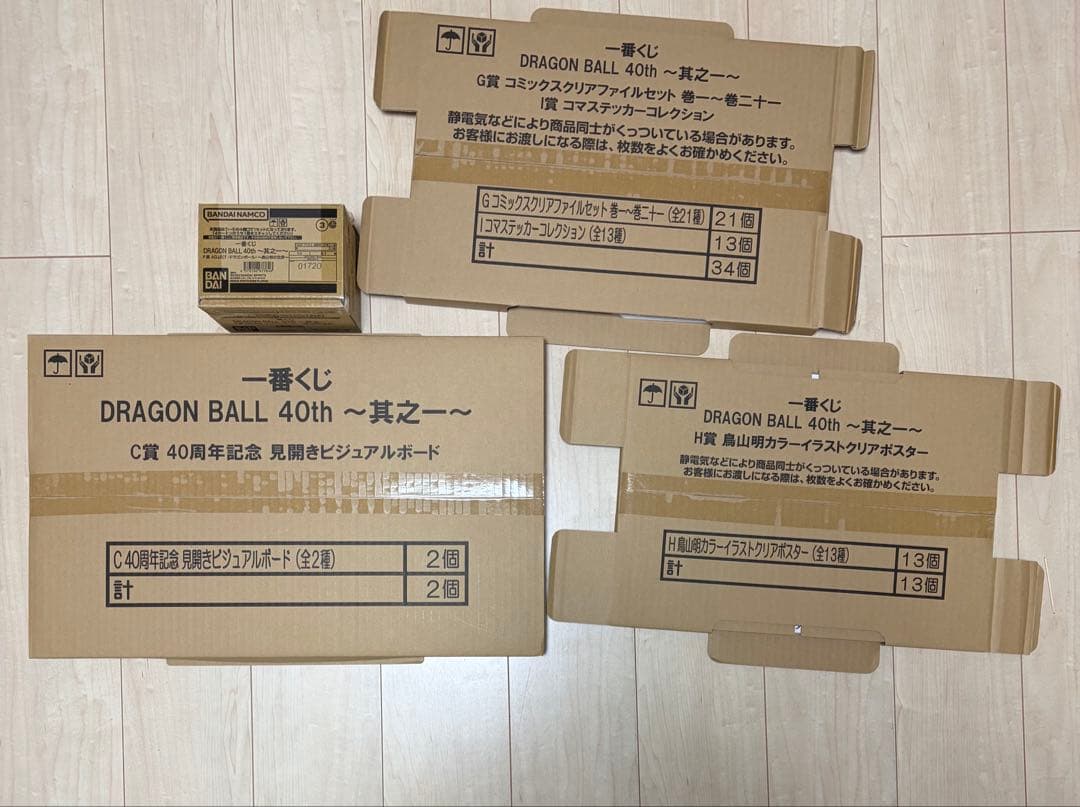 一番くじ
DRAGON BALL 40th ～其之一～
G賞 コミックスクリアファイルセット 巻一～巻二十一
I賞 コマステッカーコレクション
静電気などにより商品同士がくっついている場合があります。
お客様にお渡しになる際は、枚数をよくお確かめください。
G コミックスクリアファイルセット 巻一～巻二十一 (全21種) 21個
I コマステッカーコレクション (全13種) 13個
計 34個
BANDAI NAMCO
3
一番くじ
DRAGON BALL 40th ～其之一～
01720
BAN
DAI
一番くじ
DRAGON BALL 40th ～其之一～
C賞 40周年記念 見開きビジュアルボード
C 40周年記念 見開きビジュアルボード (全2種) 2個
計 2個
一番くじ
DRAGON BALL 40th ～其之一～
H賞 鳥山明カラーイラストクリアポスター
静電気などにより商品同士がくっついている場合があります。
お客様にお渡しになる際は、枚数をよくお確かめください。
H 鳥山明カラーイラストクリアポスター (全13種) 13個
計 13個